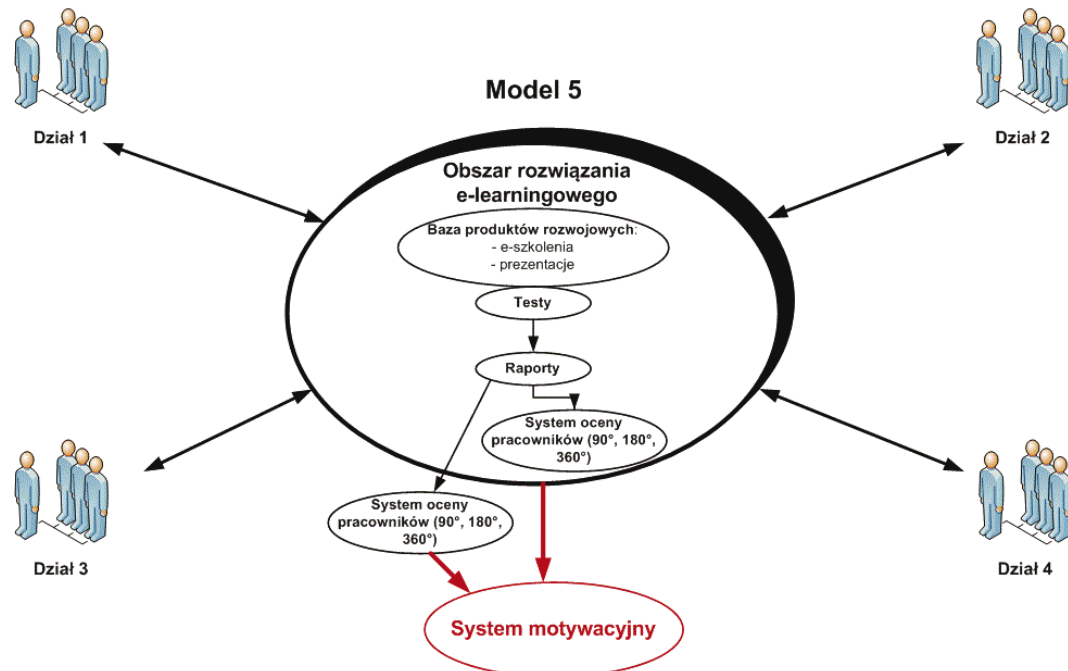 Model 5
Dział 1
Dział 2
Obszar rozwiązania
e-learningowego
Baza produktów rozwojowych:
- e-szkolenia
- prezentacje
Testy
Raporty
System oceny
pracowników (90°, 180°,
360°)
System oceny
pracowników (90°, 180°,
360°)
Dział 3
Dział 4
System motywacyjny